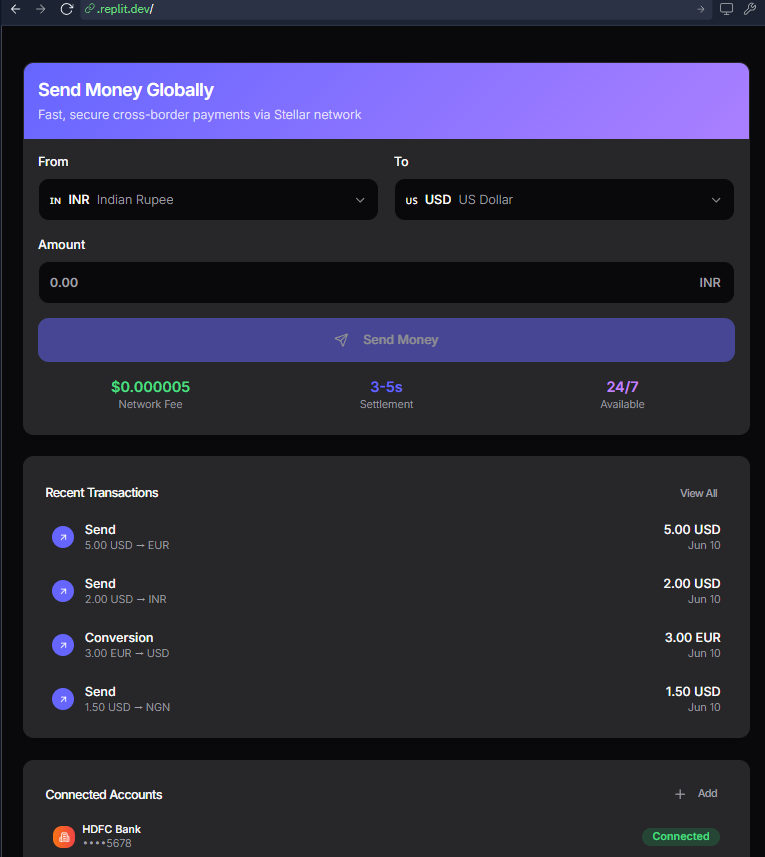 .replit.dev/
Send Money Globally
Fast, secure cross-border payments via Stellar network
From
To
IN INR Indian Rupee
US USD US Dollar
Amount
0.00 INR
Send Money
$0.000005
Network Fee
3-5s
Settlement
24/7
Available
Recent Transactions
View All
Send
5.00 USD → EUR
5.00 USD
Jun 10
Send
2.00 USD → INR
2.00 USD
Jun 10
Conversion
3.00 EUR → USD
3.00 EUR
Jun 10
Send
1.50 USD → NGN
1.50 USD
Jun 10
Connected Accounts
+ Add
HDFC Bank
••••5678
Connected